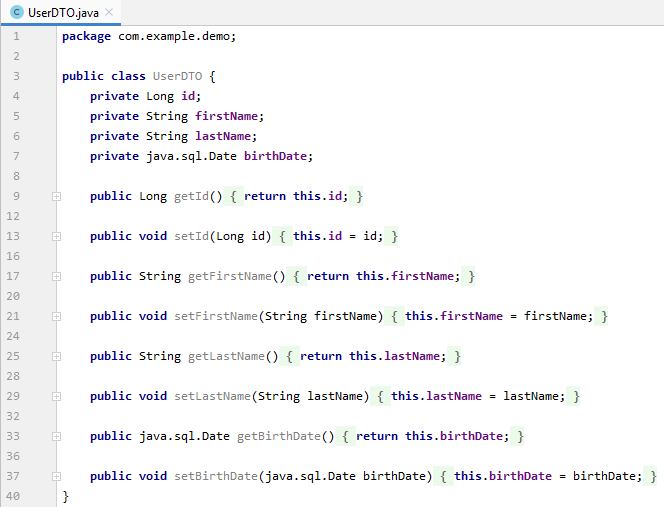 UserDTO.java
1 package com.example.demo;
2
3 public class UserDTO {
4 private Long id;
5 private String firstName;
6 private String lastName;
7 private java.sql.Date birthDate;
8
9 public Long getId() { return this.id; }
12
13 public void setId(Long id) { this.id = id; }
16
17 public String getFirstName() { return this.firstName; }
20
21 public void setFirstName(String firstName) { this.firstName = firstName; }
24
25 public String getLastName() { return this.lastName; }
28
29 public void setLastName(String lastName) { this.lastName = lastName; }
32
33 public java.sql.Date getBirthDate() { return this.birthDate; }
36
37 public void setBirthDate(java.sql.Date birthDate) { this.birthDate = birthDate; }
40 }